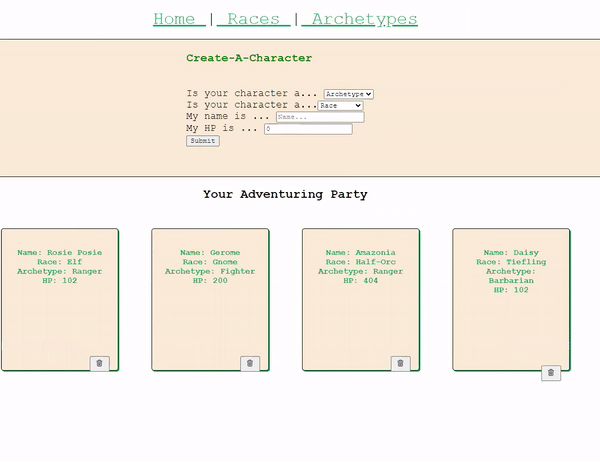 Home | Races | Archetypes
Create-A-Character
Is your character a... Archetype
Is your character a... Race
My name is ... Name...
My HP is ... 0
Submit
Your Adventuring Party
Name: Rosie Posie
Race: Elf
Archetype: Ranger
HP: 102
Name: Gerome
Race: Gnome
Archetype: Fighter
HP: 200
Name: Amazonia
Race: Half-Orc
Archetype: Ranger
HP: 404
Name: Daisy
Race: Tiefling
Archetype:
Barbarian
HP: 102